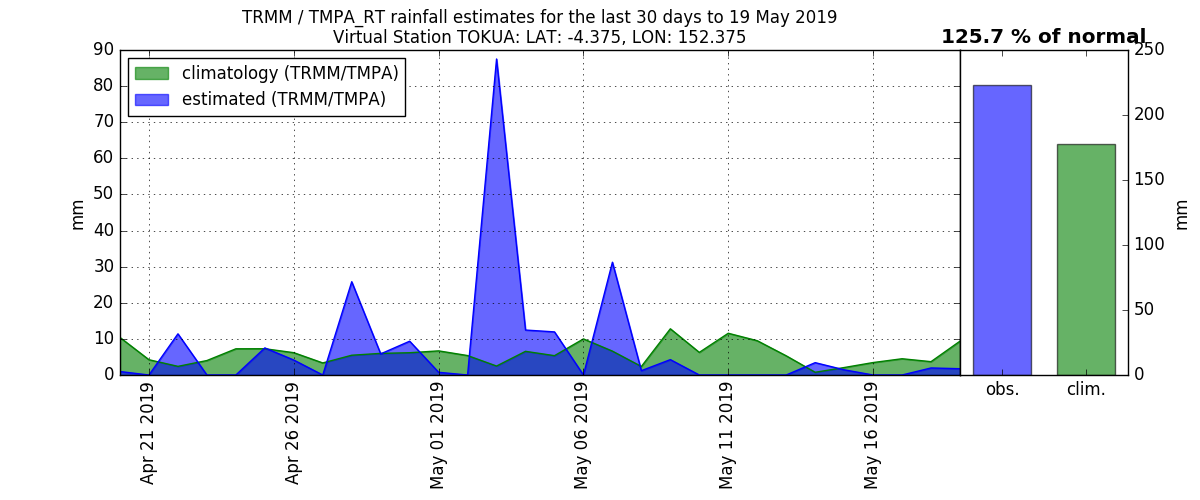 TRMM / TMPA_RT rainfall estimates for the last 30 days to 19 May 2019
Virtual Station TOKUA: LAT: -4.375, LON: 152.375
125.7 % of normal
climatology (TRMM/TMPA)
estimated (TRMM/TMPA)
90
80
70
60
50
40
30
20
10
0
mm
Apr 21 2019
Apr 26 2019
May 01 2019
May 06 2019
May 11 2019
May 16 2019
250
200
150
100
50
0
mm
obs.
clim.